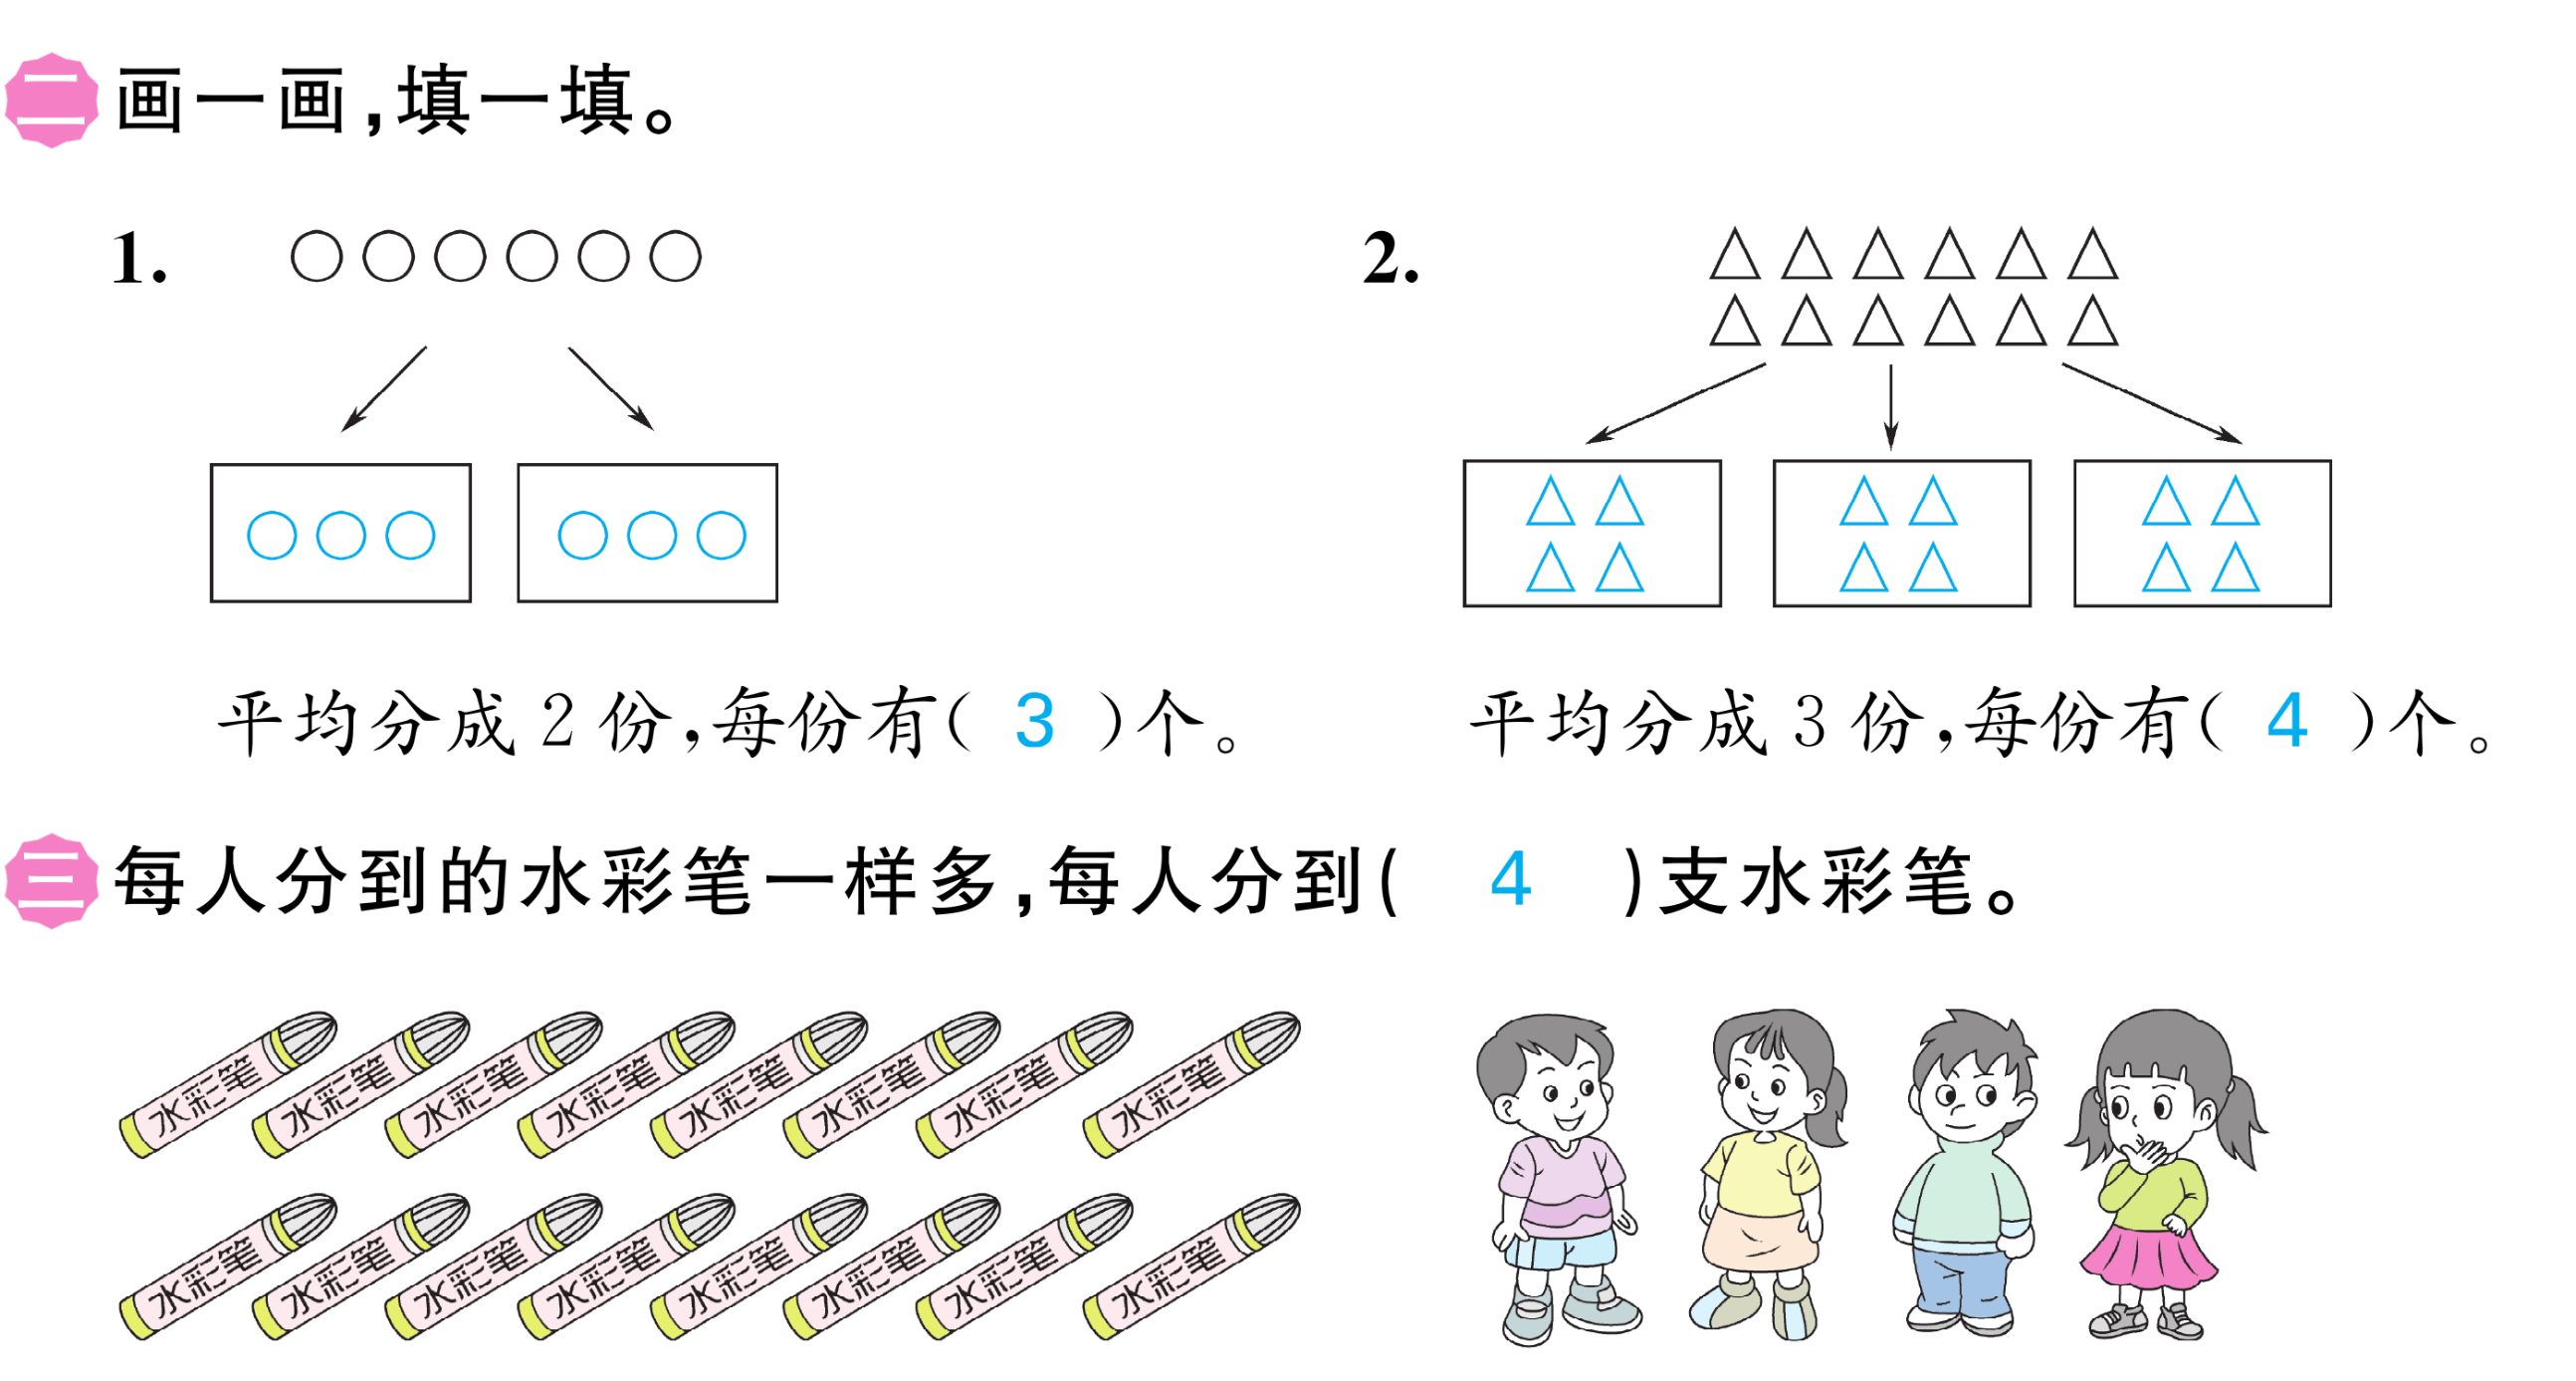 二 画一画,填一填。
1.
2.
平均分成 2 份,每份有( 3 )个。
平均分成 3 份,每份有( 4 )个。
三 每人分到的水彩笔一样多,每人分到( 4 )支水彩笔。
水彩笔 水彩笔 水彩笔 水彩笔 水彩笔 水彩笔 水彩笔 水彩笔
水彩笔 水彩笔 水彩笔 水彩笔 水彩笔 水彩笔 水彩笔 水彩笔